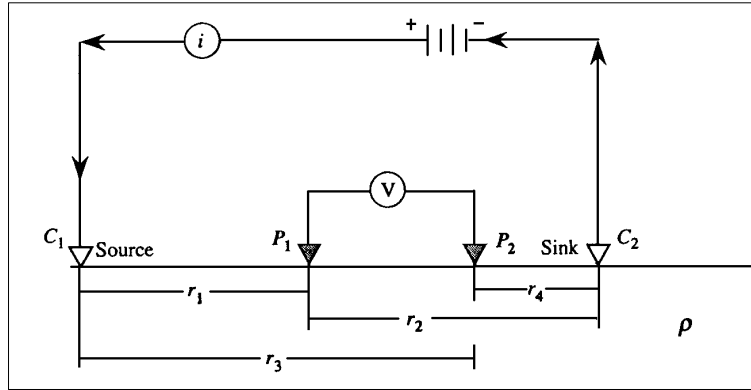 + −
i
V
C₁ Source P₁ P₂ Sink C₂
r₁ r₄
r₂
ρ
r₃